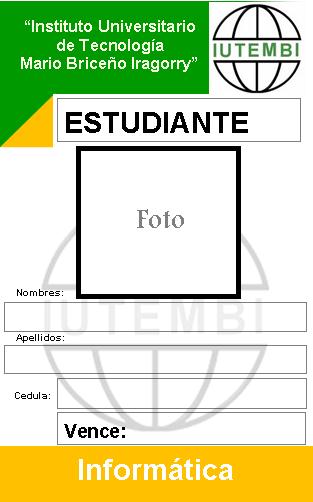 “Instituto Universitario
de Tecnología
Mario Briceño Iragorry”
IUTEMBI
ESTUDIANTE
Foto
Nombres:
IUTEMBI
Apellidos:
Cedula:
Vence:
Informática